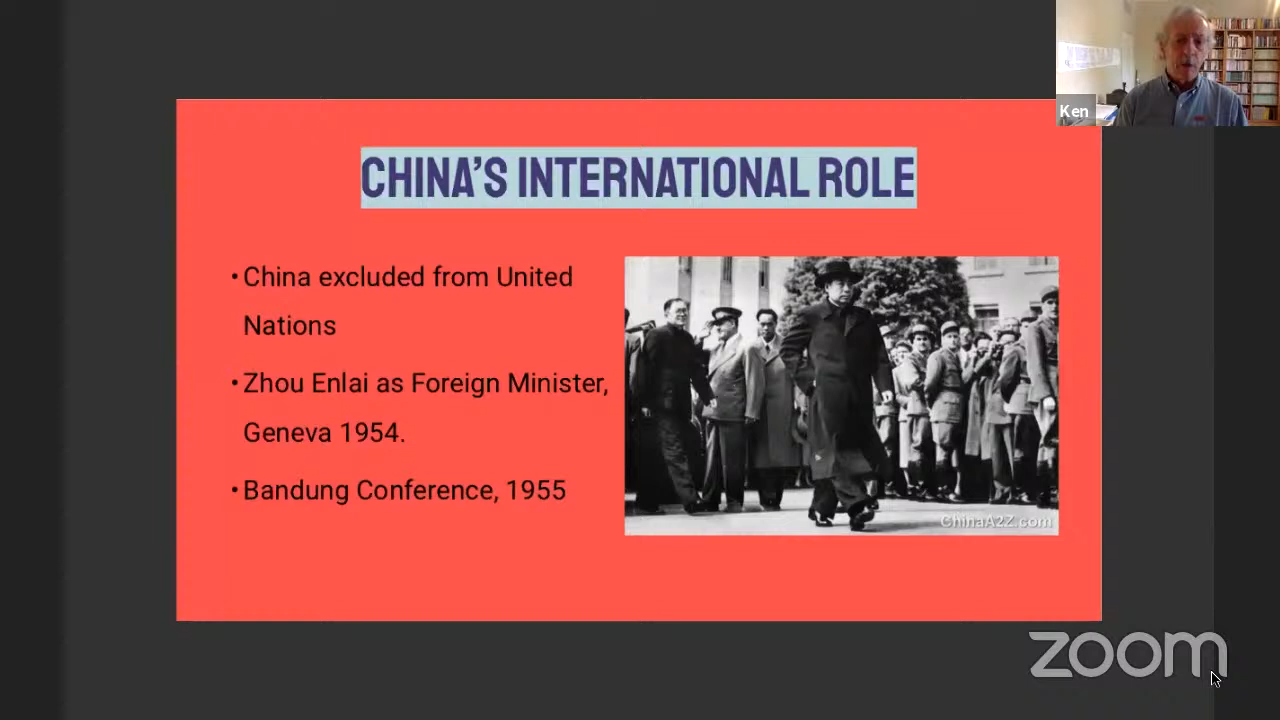 Ken
CHINA'S INTERNATIONAL ROLE
• China excluded from United
Nations
• Zhou Enlai as Foreign Minister,
Geneva 1954.
• Bandung Conference, 1955
ChinaA2Z.com
zoom